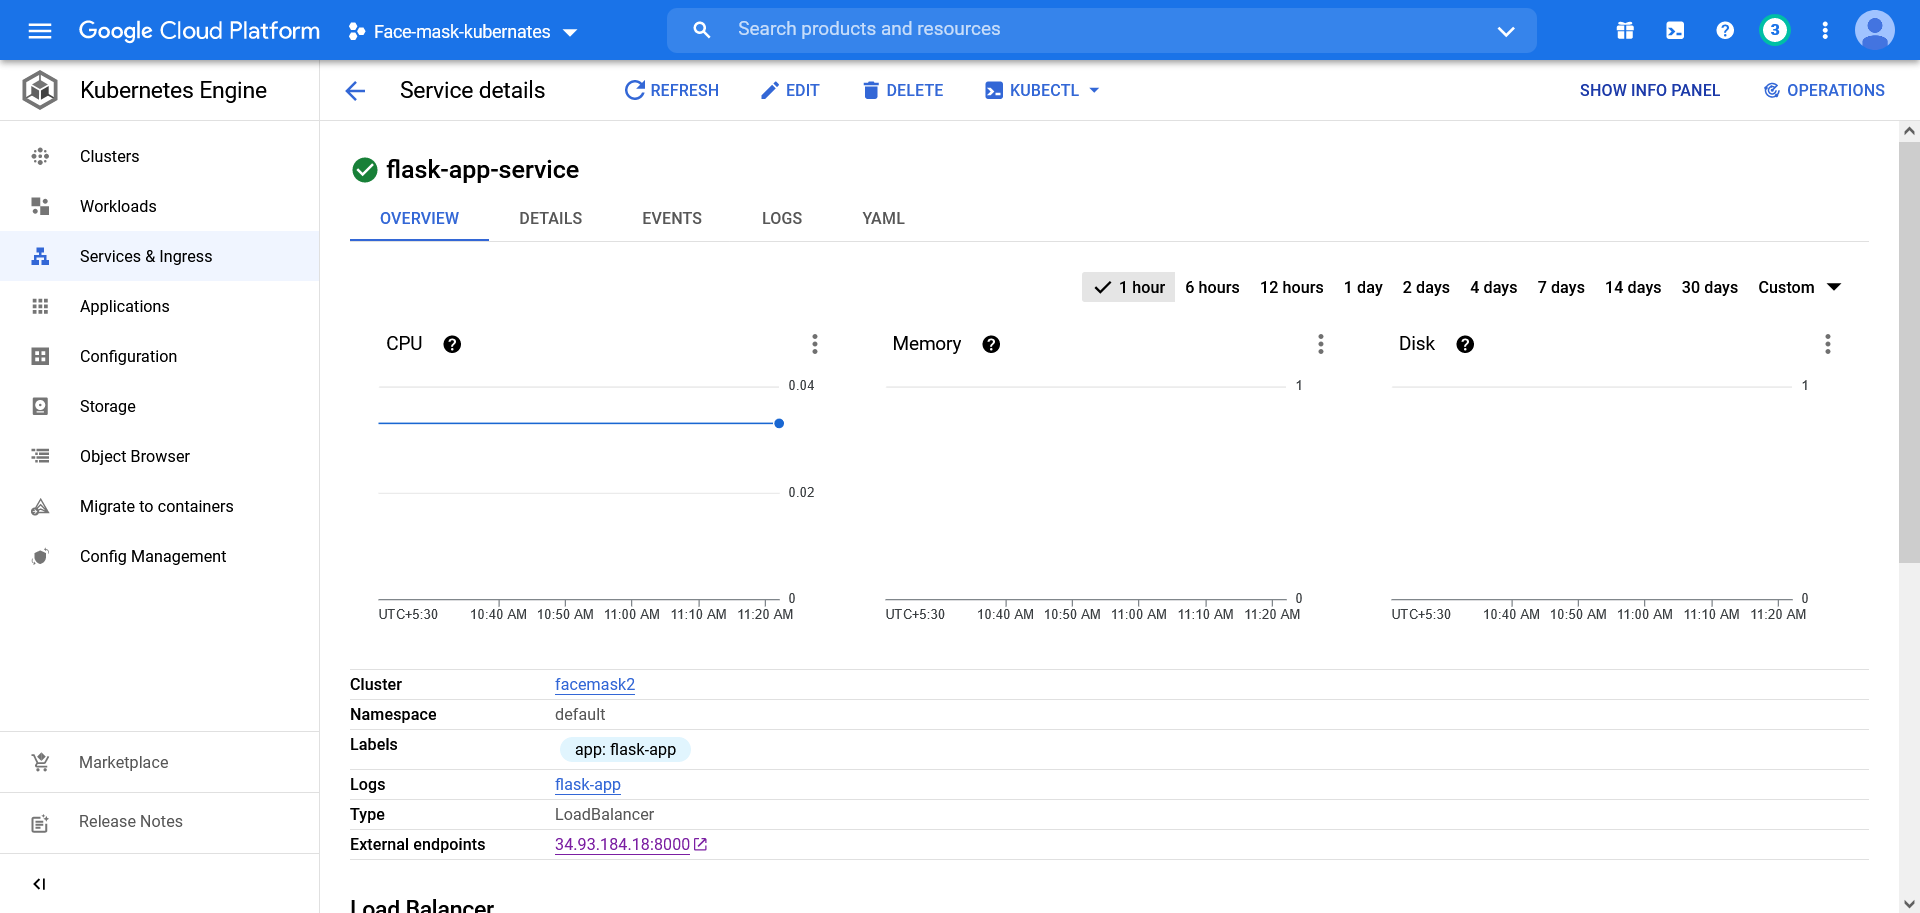 Google Cloud Platform
Face-mask-kubernates
Search products and resources
3
Kubernetes Engine
Service details
REFRESH
EDIT
DELETE
KUBECTL
SHOW INFO PANEL
OPERATIONS
Clusters
Workloads
Services & Ingress
Applications
Configuration
Storage
Object Browser
Migrate to containers
Config Management
Marketplace
Release Notes
flask-app-service
OVERVIEW DETAILS EVENTS LOGS YAML
1 hour 6 hours 12 hours 1 day 2 days 4 days 7 days 14 days 30 days Custom
CPU
0.04
0.02
0
UTC+5:30 10:40 AM 10:50 AM 11:00 AM 11:10 AM 11:20 AM
Memory
1
0
UTC+5:30 10:40 AM 10:50 AM 11:00 AM 11:10 AM 11:20 AM
Disk
1
0
UTC+5:30 10:40 AM 10:50 AM 11:00 AM 11:10 AM 11:20 AM
Cluster facemask2
Namespace default
Labels app: flask-app
Logs flask-app
Type LoadBalancer
External endpoints 34.93.184.18:8000
Load Balancer